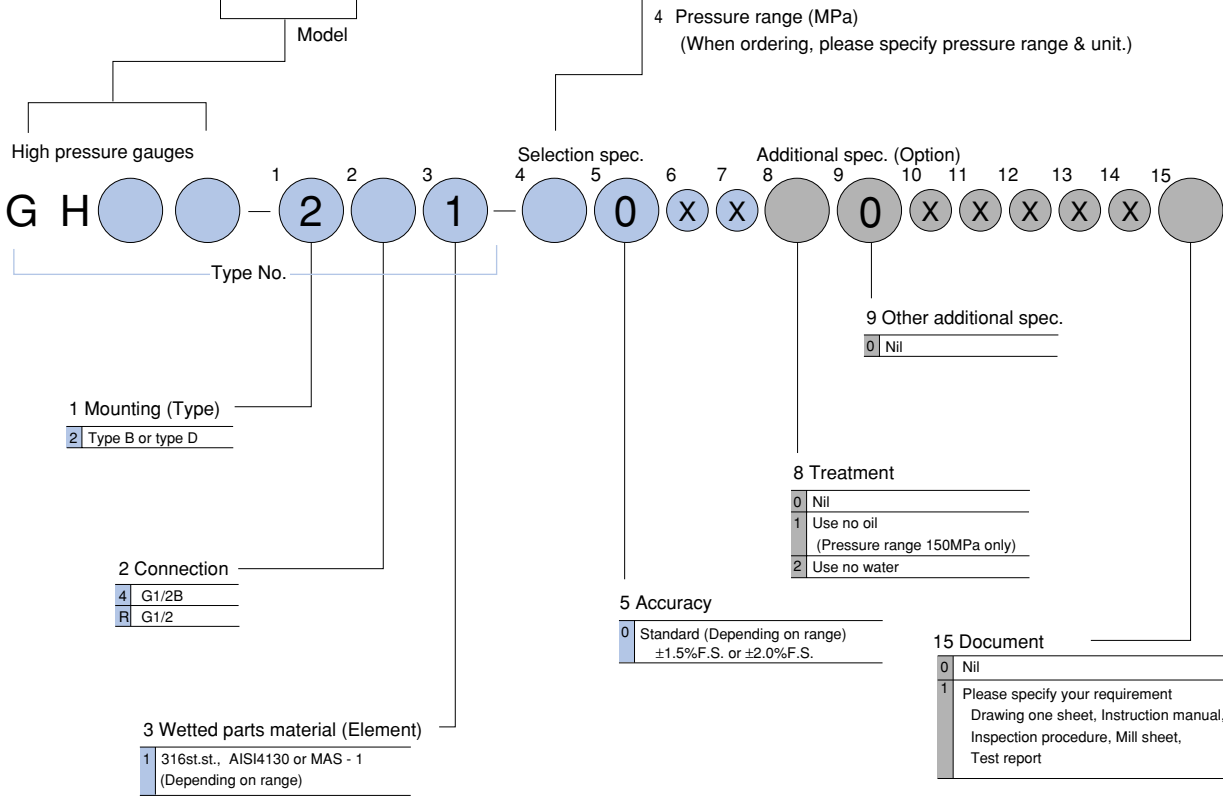 Model
4 Pressure range (MPa)
(When ordering, please specify pressure range & unit.)
High pressure gauges
Selection spec.
Additional spec. (Option)
1 2 3 4 5 6 7 8 9 10 11 12 13 14 15
G H – 2 1 – 0 X X 0 X X X X X
Type No.
9 Other additional spec.
0 Nil
1 Mounting (Type)
2 Type B or type D
8 Treatment
0 Nil
1 Use no oil
(Pressure range 150MPa only)
2 Use no water
2 Connection
4 G1/2B
R G1/2
5 Accuracy
0 Standard (Depending on range)
±1.5%F.S. or ±2.0%F.S.
15 Document
0 Nil
1 Please specify your requirement
Drawing one sheet, Instruction manual,
Inspection procedure, Mill sheet,
Test report
3 Wetted parts material (Element)
1 316st.st., AISI4130 or MAS - 1
(Depending on range)